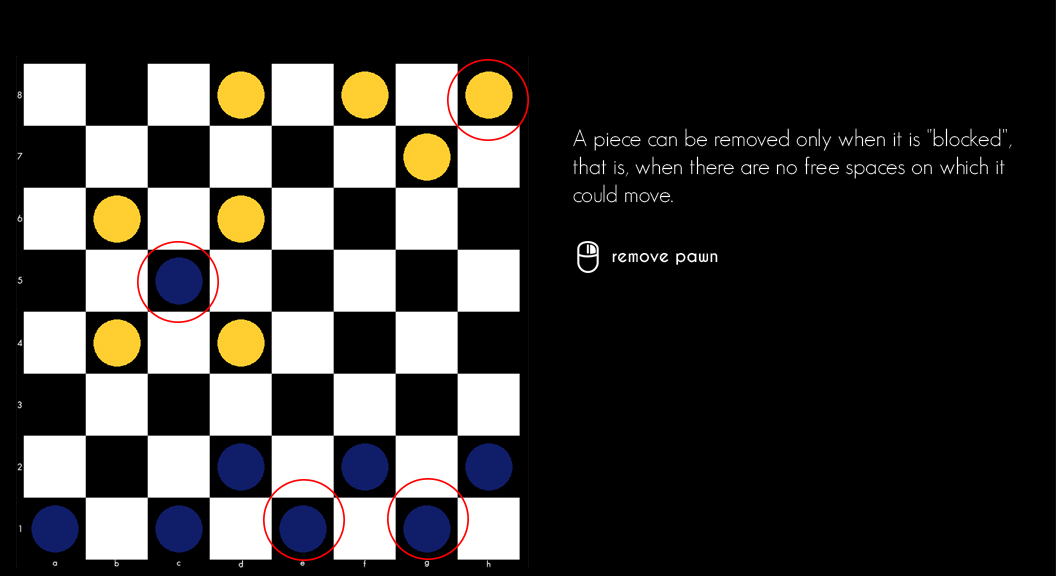 A piece can be removed only when it is "blocked",
that is, when there are no free spaces on which it
could move.
remove pawn
8
7
6
5
4
3
2
1
a b c d e f g h